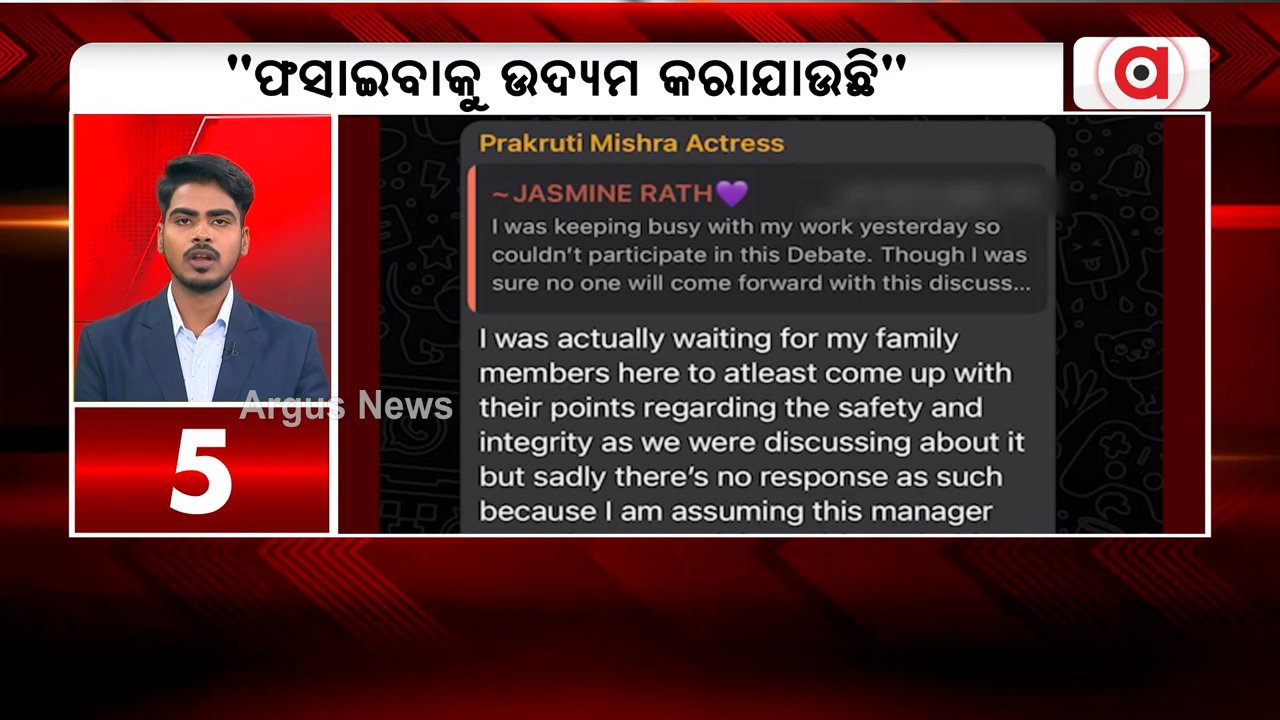 "ଫସାଇବାକୁ ଉଦ୍ୟମ କରାଯାଉଛି"
a
Prakruti Mishra Actress
~JASMINE RATH💜
I was keeping busy with my work yesterday so
couldn't participate in this Debate. Though I was
sure no one will come forward with this discuss...
I was actually waiting for my family
members here to atleast come up with
their points regarding the safety and
integrity as we were discussing about it
but sadly there's no response as such
because I am assuming this manager
Argus News
5